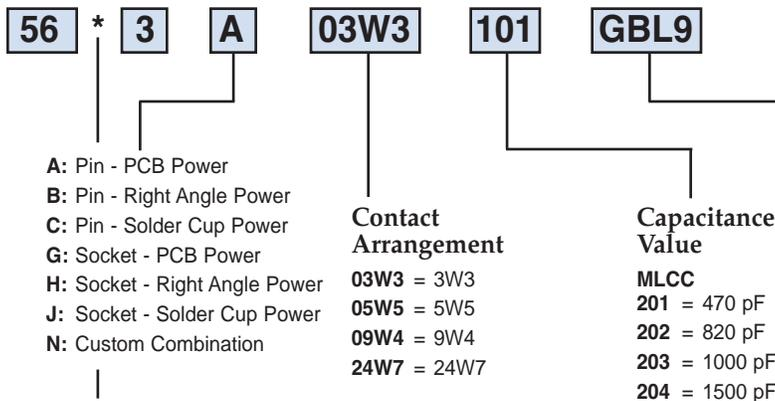 56 * 3 A 03W3 101 GBL9
A: Pin - PCB Power
B: Pin - Right Angle Power
C: Pin - Solder Cup Power
G: Socket - PCB Power
H: Socket - Right Angle Power
J: Socket - Solder Cup Power
N: Custom Combination
Contact
Arrangement
03W3 = 3W3
05W5 = 5W5
09W4 = 9W4
24W7 = 24W7
Capacitance
Value
MLCC
201 = 470 pF
202 = 820 pF
203 = 1000 pF
204 = 1500 pF